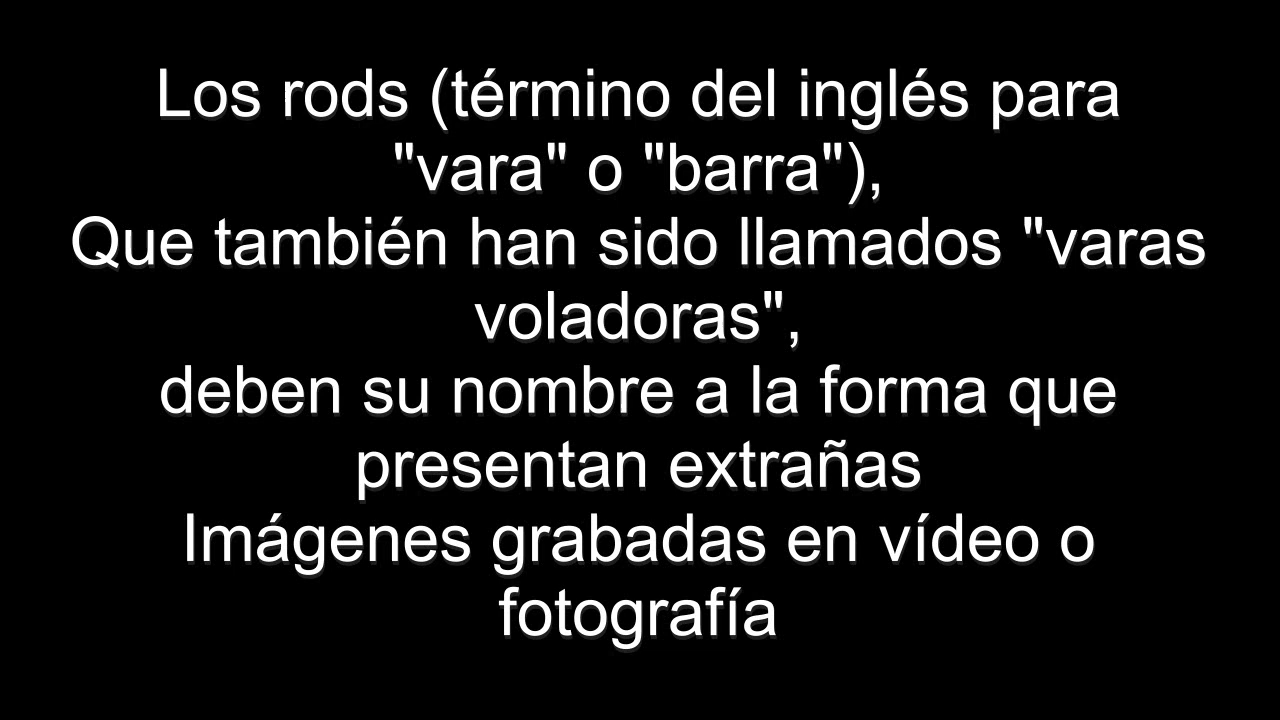 Los rods (término del inglés para
"vara" o "barra"),
Que también han sido llamados "varas
voladoras",
deben su nombre a la forma que
presentan extrañas
Imágenes grabadas en vídeo o
fotografía